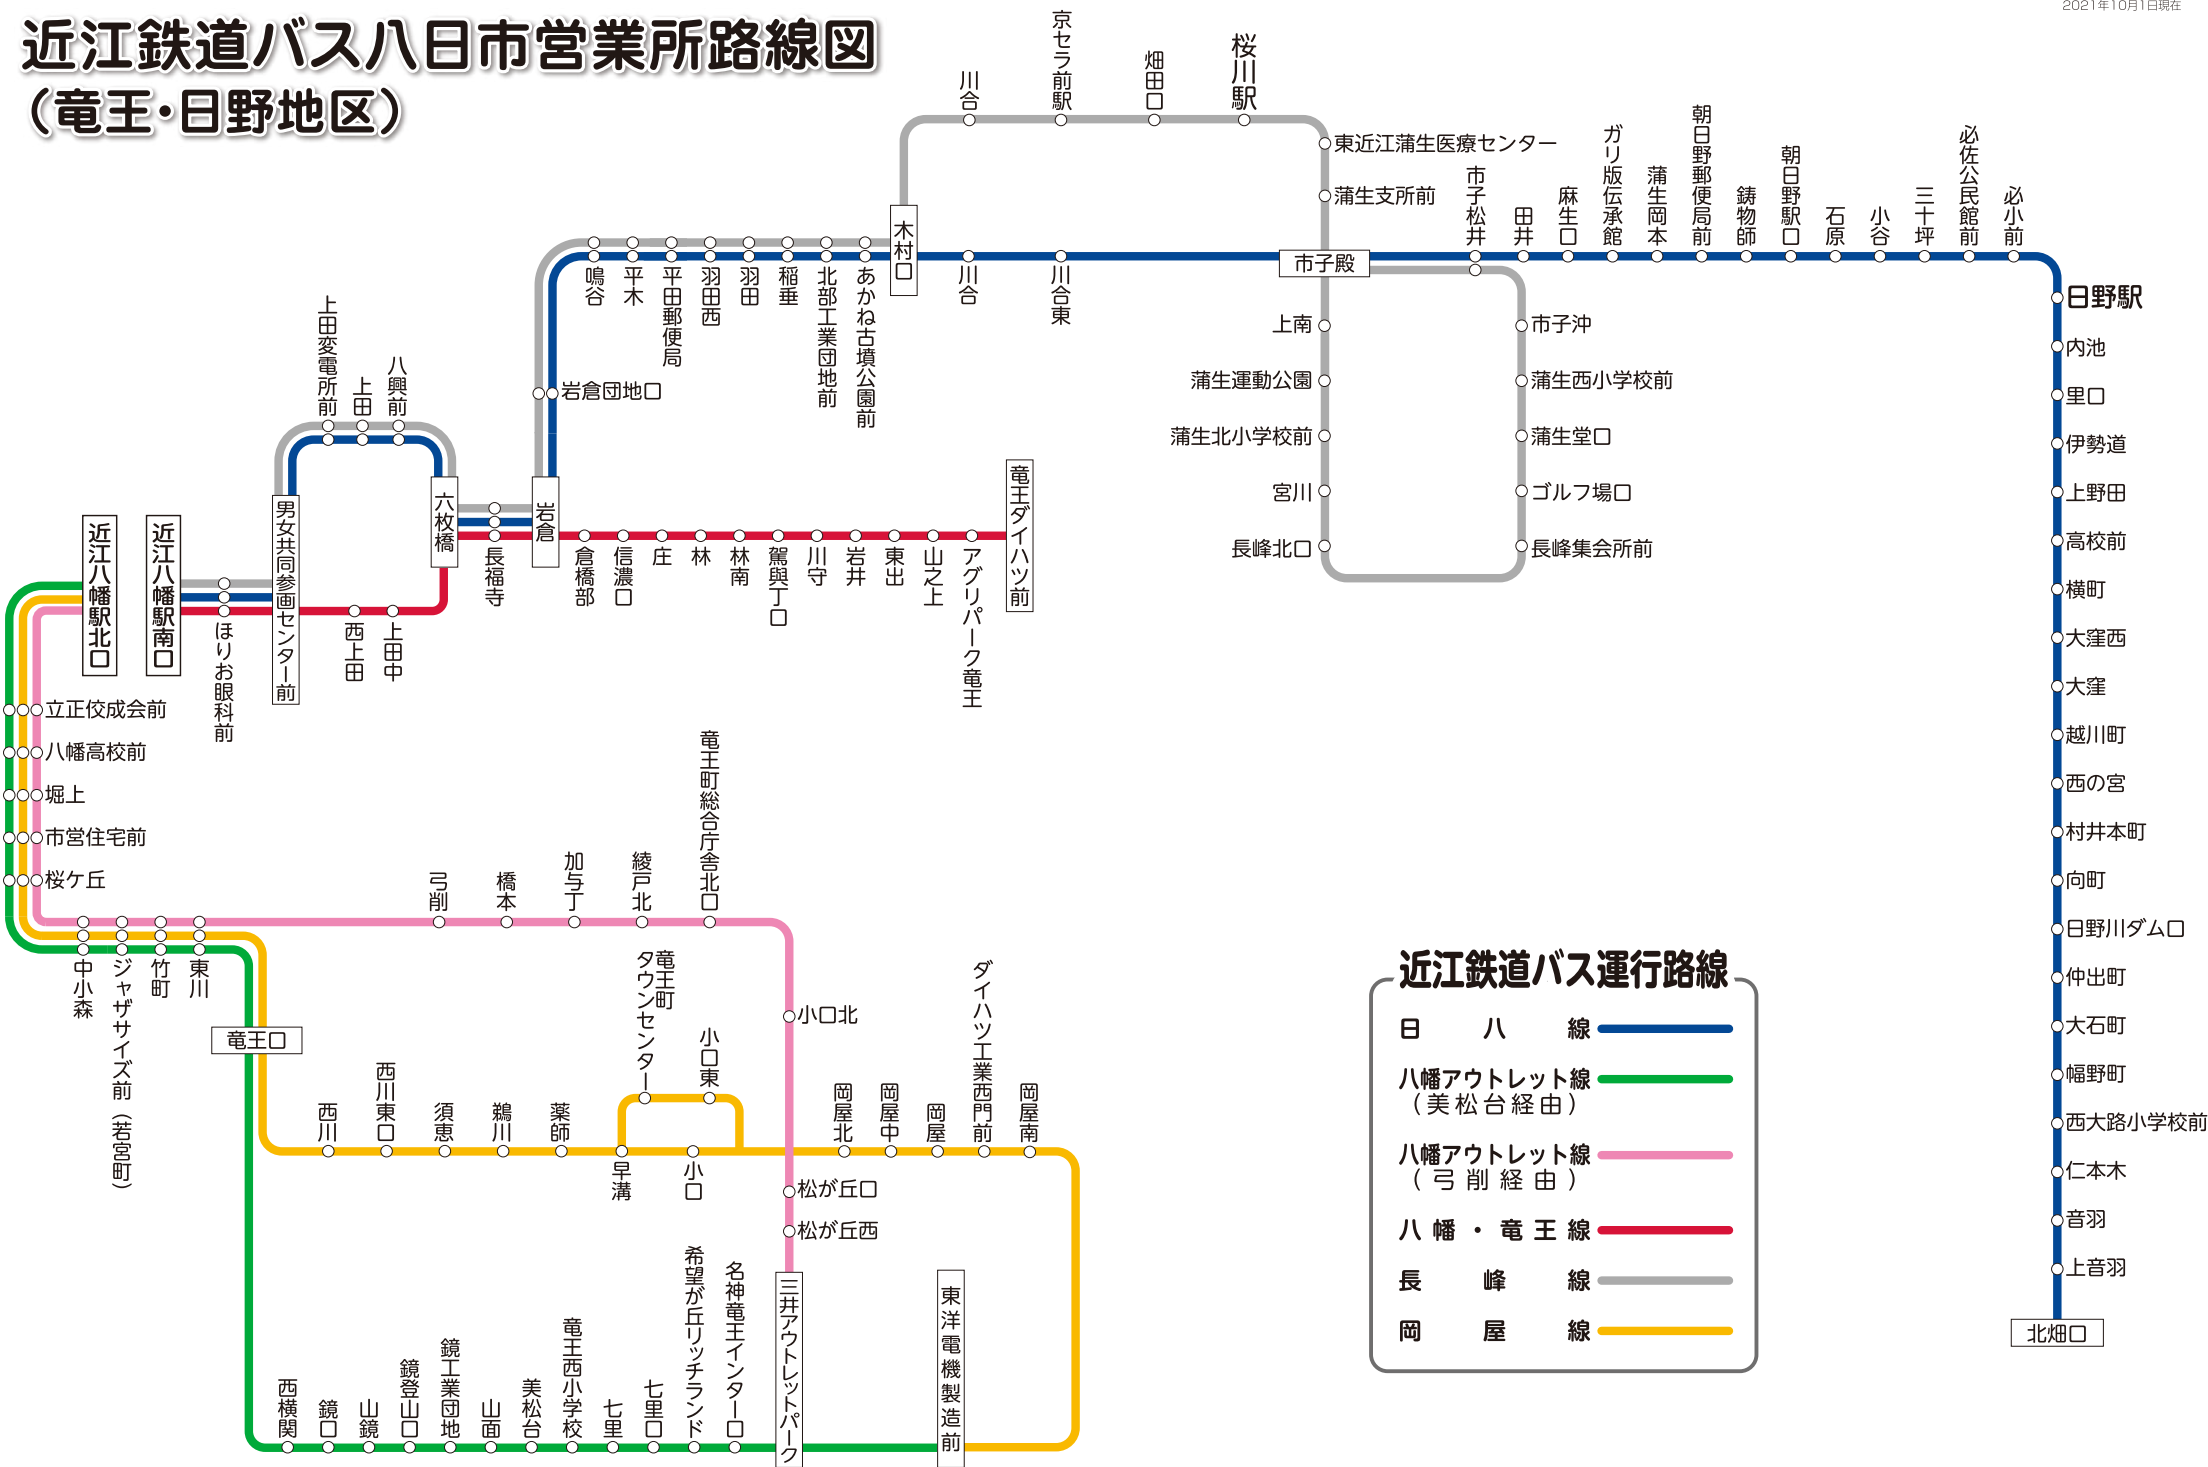 2021年10月1日現在
近江鉄道バス八日市営業所路線図
（竜王・日野地区）
川合
京セラ前駅
畑田口
桜川駅
東近江蒲生医療センター
蒲生支所前
木村口
市子殿
市子松井
田井
麻生口
ガリ版伝承館
蒲生岡本
朝日野郵便局前
鋳物師
朝日野駅口
石原
小谷
三十坪
必佐公民館前
必小前
鳴谷
平木
平田郵便局
羽田西
羽田
稲垂
北部工業団地前
あかね古墳公園前
川合
川合東
岩倉団地口
上南
蒲生運動公園
蒲生北小学校前
宮川
長峰北口
市子沖
蒲生西小学校前
蒲生堂口
ゴルフ場口
長峰集会所前
上田変電所前
上田
八興前
近江八幡駅北口
近江八幡駅南口
ほりお眼科前
男女共同参画センター前
西上田
上田中
六枚橋
長福寺
岩倉
倉橋部
信濃口
庄
林
林南
駕與丁口
川守
岩井
東出
山之上
アグリパーク竜王
竜王ダイハツ前
日野駅
内池
里口
伊勢道
上野田
高校前
横町
大窪西
大窪
越川町
西の宮
村井本町
向町
日野川ダム口
仲出町
大石町
幅野町
西大路小学校前
仁本木
音羽
上音羽
北畑口
立正佼成会前
八幡高校前
堀上
市営住宅前
桜ケ丘
中小森
ジャザサイズ前（若宮町）
竹町
東川
弓削
橋本
加与丁
綾戸北
竜王町総合庁舎北口
小口北
竜王口
西川
西川東口
須恵
鵜川
薬師
早溝
竜王町
タウンセンター
小口東
小口
岡屋北
岡屋中
岡屋
ダイハツ工業西門前
岡屋南
松が丘口
松が丘西
西横関
鏡口
山鏡
鏡登山口
鏡工業団地
山面
美松台
竜王西小学校
七里
七里口
希望が丘リッチランド
名神竜王インター口
三井アウトレットパーク
東洋電機製造前
近江鉄道バス運行路線
日八線
八幡アウトレット線
（美松台経由）
八幡アウトレット線
（弓削経由）
八幡・竜王線
長峰線
岡屋線